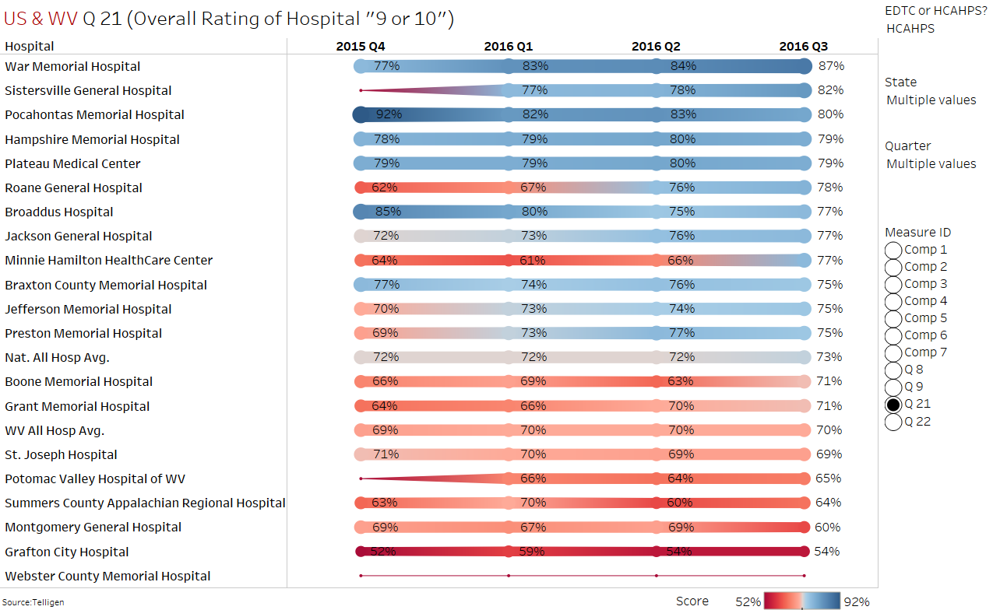 US & WV Q 21 (Overall Rating of Hospital "9 or 10")
Hospital 2015 Q4 2016 Q1 2016 Q2 2016 Q3
War Memorial Hospital 77% 83% 84% 87%
Sistersville General Hospital 77% 78% 82%
Pocahontas Memorial Hospital 92% 82% 83% 80%
Hampshire Memorial Hospital 78% 79% 80% 79%
Plateau Medical Center 79% 79% 80% 79%
Roane General Hospital 62% 67% 76% 78%
Broaddus Hospital 85% 80% 75% 77%
Jackson General Hospital 72% 73% 76% 77%
Minnie Hamilton HealthCare Center 64% 61% 66% 77%
Braxton County Memorial Hospital 77% 74% 76% 75%
Jefferson Memorial Hospital 70% 73% 74% 75%
Preston Memorial Hospital 69% 73% 77% 75%
Nat. All Hosp Avg. 72% 72% 72% 73%
Boone Memorial Hospital 66% 69% 63% 71%
Grant Memorial Hospital 64% 66% 70% 71%
WV All Hosp Avg. 69% 70% 70% 70%
St. Joseph Hospital 71% 70% 69% 69%
Potomac Valley Hospital of WV 66% 64% 65%
Summers County Appalachian Regional Hospital 63% 70% 60% 64%
Montgomery General Hospital 69% 67% 69% 60%
Grafton City Hospital 52% 59% 54% 54%
Webster County Memorial Hospital
Source:Telligen
Score 52% 92%
EDTC or HCAHPS?
HCAHPS
State
Multiple values
Quarter
Multiple values
Measure ID
Comp 1
Comp 2
Comp 3
Comp 4
Comp 5
Comp 6
Comp 7
Q 8
Q 9
Q 21
Q 22